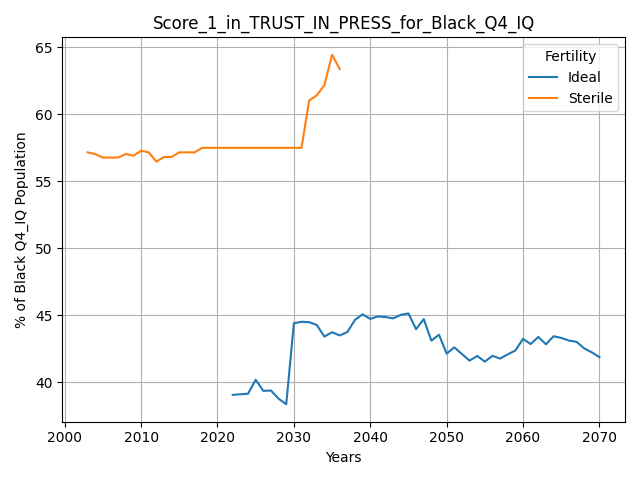 Score_1_in_TRUST_IN_PRESS_for_Black_Q4_IQ
% of Black Q4_IQ Population
65
60
55
50
45
40
Fertility
Ideal
Sterile
2000 2010 2020 2030 2040 2050 2060 2070
Years